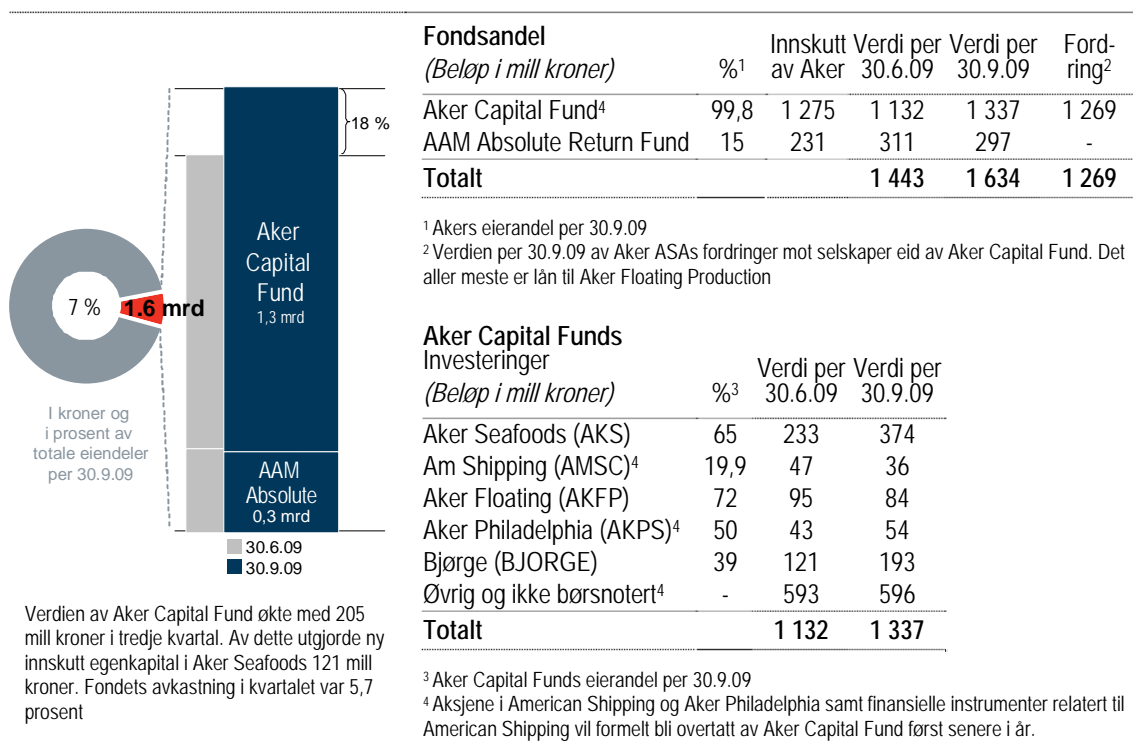 18 %
Aker
Capital
Fund
1,3 mrd
7 %
1.6 mrd
I kroner og
i prosent av
totale eiendeler
per 30.9.09
AAM
Absolute
0,3 mrd
30.6.09
30.9.09
Verdien av Aker Capital Fund økte med 205
mill kroner i tredje kvartal. Av dette utgjorde ny
innskutt egenkapital i Aker Seafoods 121 mill
kroner. Fondets avkastning i kvartalet var 5,7
prosent
Fondsandel Innskutt Verdi per Verdi per Ford-
(Beløp i mill kroner) %1 av Aker 30.6.09 30.9.09 ring2
Aker Capital Fund4 99,8 1 275 1 132 1 337 1 269
AAM Absolute Return Fund 15 231 311 297 -
Totalt 1 443 1 634 1 269
1 Akers eierandel per 30.9.09
2 Verdien per 30.9.09 av Aker ASAs fordringer mot selskaper eid av Aker Capital Fund. Det
aller meste er lån til Aker Floating Production
Aker Capital Funds
Investeringer Verdi per Verdi per
(Beløp i mill kroner) %3 30.6.09 30.9.09
Aker Seafoods (AKS) 65 233 374
Am Shipping (AMSC)4 19,9 47 36
Aker Floating (AKFP) 72 95 84
Aker Philadelphia (AKPS)4 50 43 54
Bjørge (BJORGE) 39 121 193
Øvrig og ikke børsnotert4 - 593 596
Totalt 1 132 1 337
3 Aker Capital Funds eierandel per 30.9.09
4 Aksjene i American Shipping og Aker Philadelphia samt finansielle instrumenter relatert til
American Shipping vil formelt bli overtatt av Aker Capital Fund først senere i år.